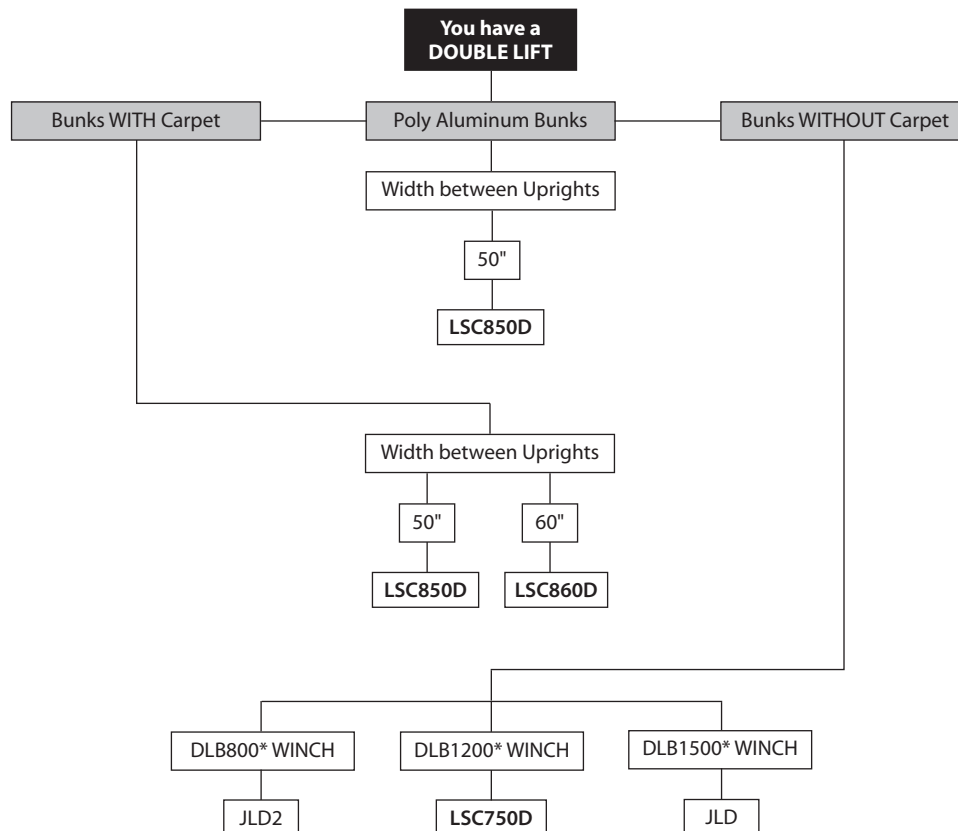 You have a
DOUBLE LIFT
Bunks WITH Carpet
Poly Aluminum Bunks
Bunks WITHOUT Carpet
Width between Uprights
50"
LSC850D
Width between Uprights
50"
60"
LSC850D
LSC860D
DLB800* WINCH
DLB1200* WINCH
DLB1500* WINCH
JLD2
LSC750D
JLD